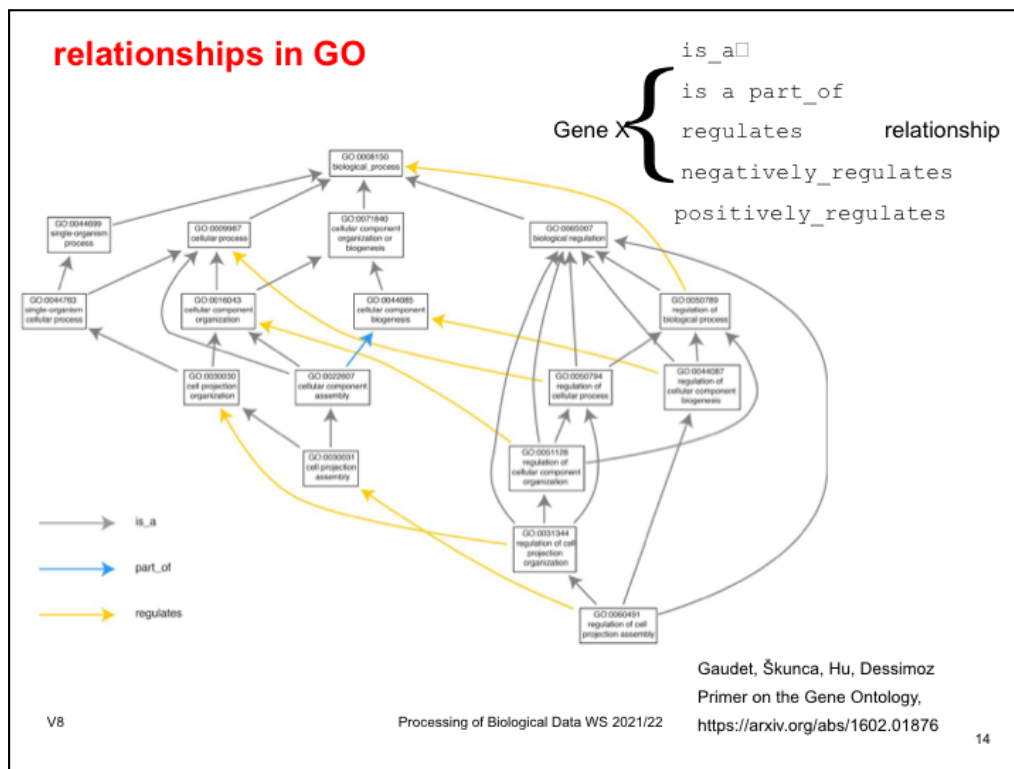 relationships in GO
is_a□
is a part_of
Gene X { regulates relationship
negatively_regulates
positively_regulates
GO:0008150
biological_process
GO:0044699
single-organism
process
GO:0009987
cellular process
GO:0071840
cellular component
organization or
biogenesis
GO:0065007
biological regulation
GO:0044763
single-organism
cellular process
GO:0016043
cellular component
organization
GO:0044085
cellular component
biogenesis
GO:0050789
regulation of
biological process
GO:0030030
cell projection
organization
GO:0022607
cellular component
assembly
GO:0050794
regulation of
cellular process
GO:0044087
regulation of
cellular component
biogenesis
GO:0030031
cell projection
assembly
GO:0051128
regulation of
cellular component
organization
GO:0031344
regulation of cell
projection
organization
GO:0060491
regulation of cell
projection assembly
is_a
part_of
regulates
Gaudet, Škunca, Hu, Dessimoz
Primer on the Gene Ontology,
https://arxiv.org/abs/1602.01876
V8
Processing of Biological Data WS 2021/22
14